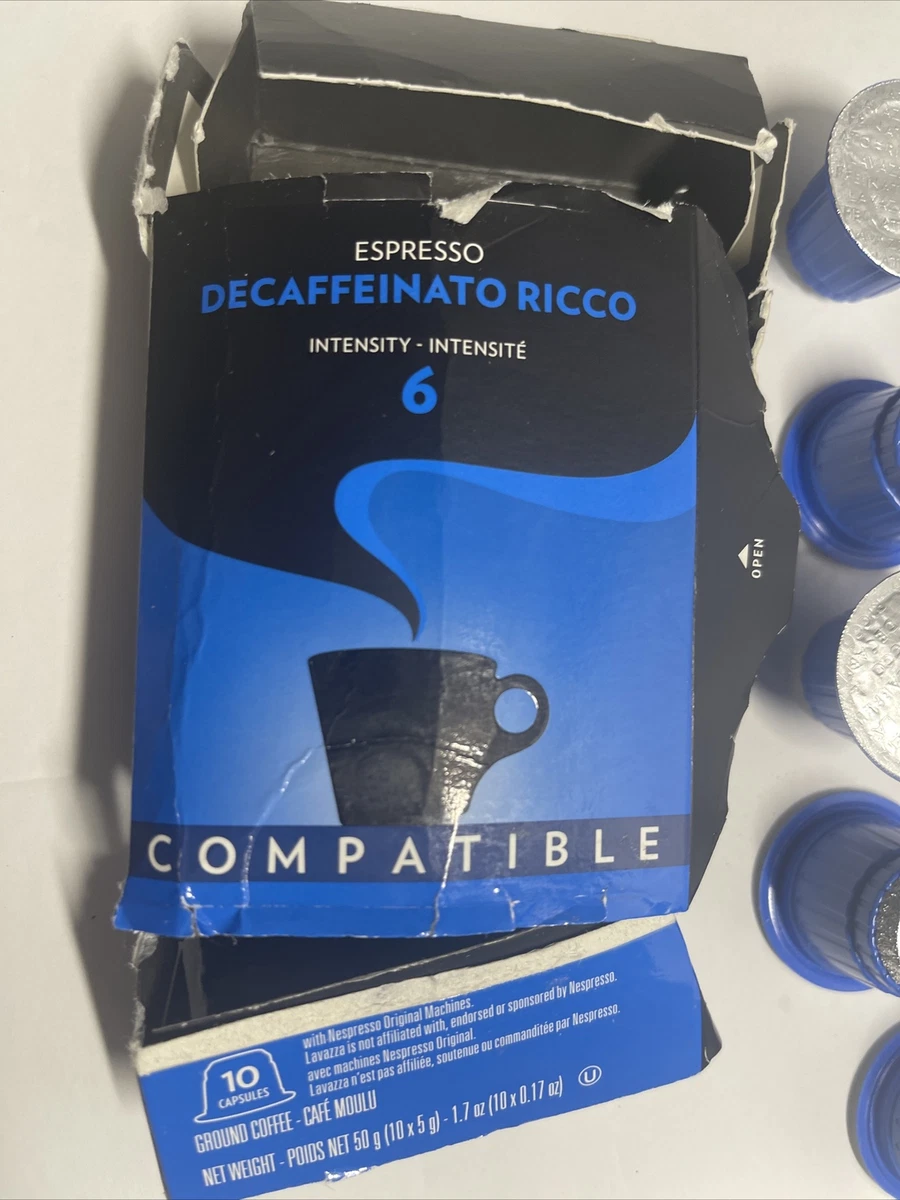 ESPRESSO
DECAFFEINATO RICCO
INTENSITY - INTENSITÉ
6
OPEN
COMPATIBLE
with Nespresso Original Machines.
Lavazza is not affiliated with, endorsed or sponsored by Nespresso.
avec machines Nespresso Original.
Lavazza n'est pas affiliée, soutenue ou commanditée par Nespresso.
10
CAPSULES
GROUND COFFEE - CAFÉ MOULU
NET WEIGHT - POIDS NET 50 g (10 x 5 g) - 1.7 oz (10 x 0.17 oz)
U